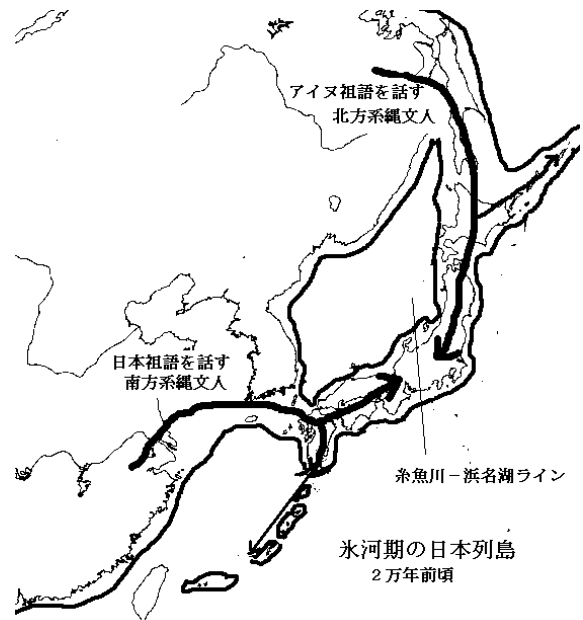 アイヌ祖語を話す
北方系縄文人
日本祖語を話す
南方系縄文人
糸魚川－浜名湖ライン
氷河期の日本列島
２万年前頃